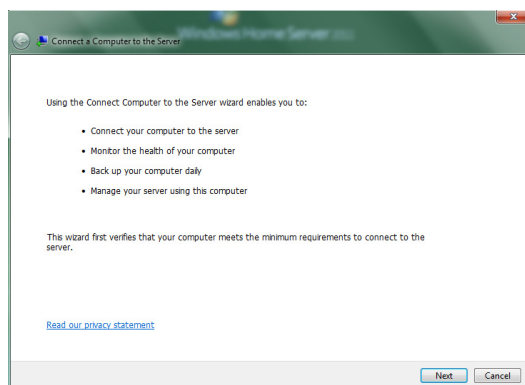 Windows Home Server 2011
Connect a Computer to the Server
Using the Connect Computer to the Server wizard enables you to:
• Connect your computer to the server
• Monitor the health of your computer
• Back up your computer daily
• Manage your server using this computer
This wizard first verifies that your computer meets the minimum requirements to connect to the
server.
Read our privacy statement
Next Cancel